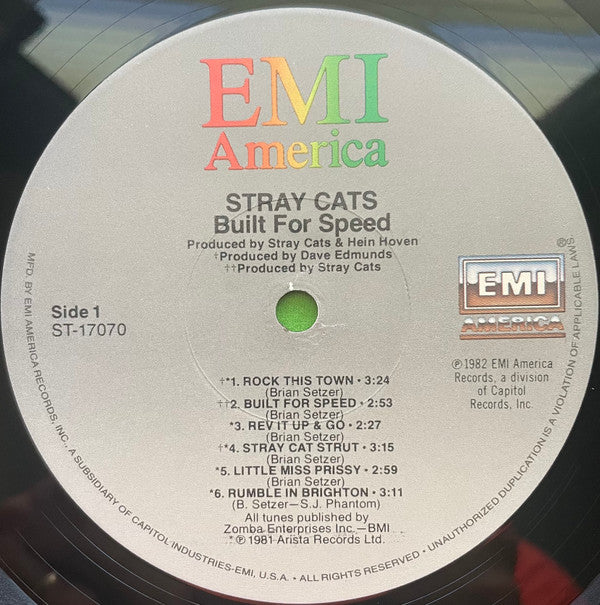 EMI
America
STRAY CATS
Built For Speed
Produced by Stray Cats & Hein Hoven
†Produced by Dave Edmunds
††Produced by Stray Cats
Side 1
ST-17070
EMI
AMERICA
®
℗1982 EMI America
Records, a division
of Capitol
Records, Inc.
†*1. ROCK THIS TOWN • 3:24
(Brian Setzer)
††2. BUILT FOR SPEED • 2:53
(Brian Setzer)
*3. REV IT UP & GO • 2:27
(Brian Setzer)
†*4. STRAY CAT STRUT • 3:15
(Brian Setzer)
*5. LITTLE MISS PRISSY • 2:59
(Brian Setzer)
*6. RUMBLE IN BRIGHTON • 3:11
(B. Setzer—S.J. Phantom)
All tunes published by
Zomba Enterprises Inc.—BMI
*℗1981 Arista Records Ltd.
MFD. BY EMI AMERICA RECORDS, INC., A SUBSIDIARY OF CAPITOL INDUSTRIES-EMI, U.S.A. • ALL RIGHTS RESERVED • UNAUTHORIZED DUPLICATION IS A VIOLATION OF APPLICABLE LAWS